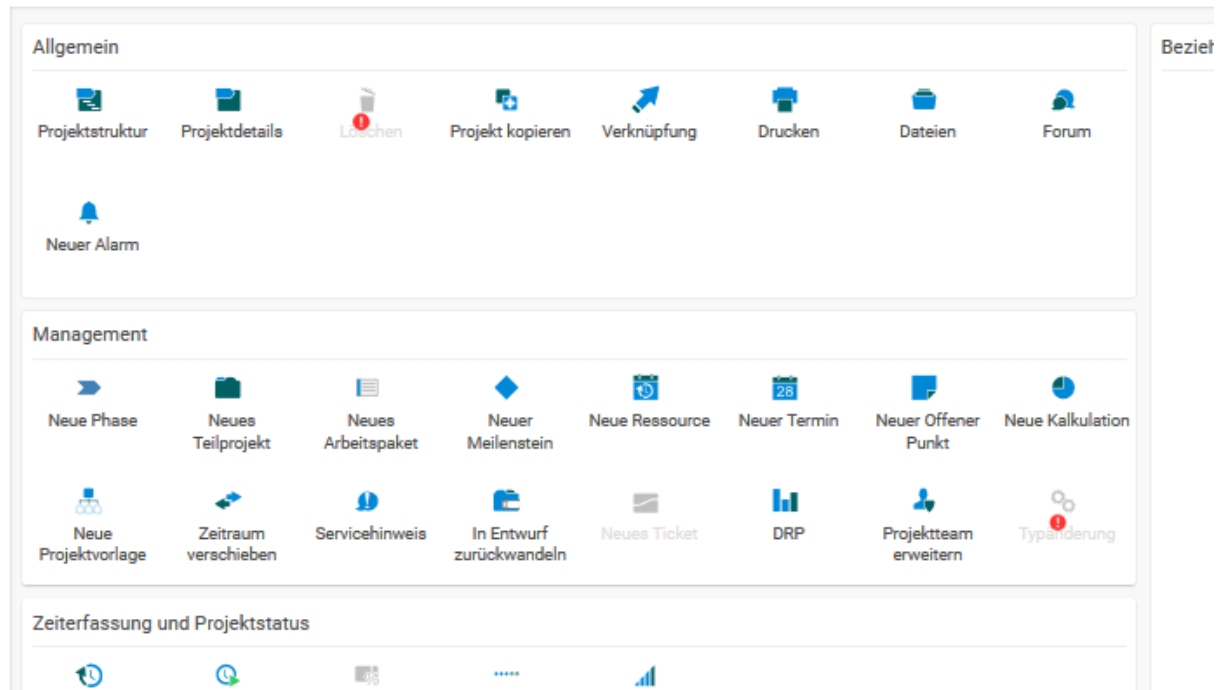 Allgemein
Bezieh
Projektstruktur Projektdetails Löschen Projekt kopieren Verknüpfung Drucken Dateien Forum
Neuer Alarm
Management
28
Neue Phase Neues Neues Neuer Neue Ressource Neuer Termin Neuer Offener Neue Kalkulation
Teilprojekt Arbeitspaket Meilenstein Punkt
Neue Zeitraum Servicehinweis In Entwurf Neues Ticket DRP Projektteam Typänderung
Projektvorlage verschieben zurückwandeln erweitern
Zeiterfassung und Projektstatus